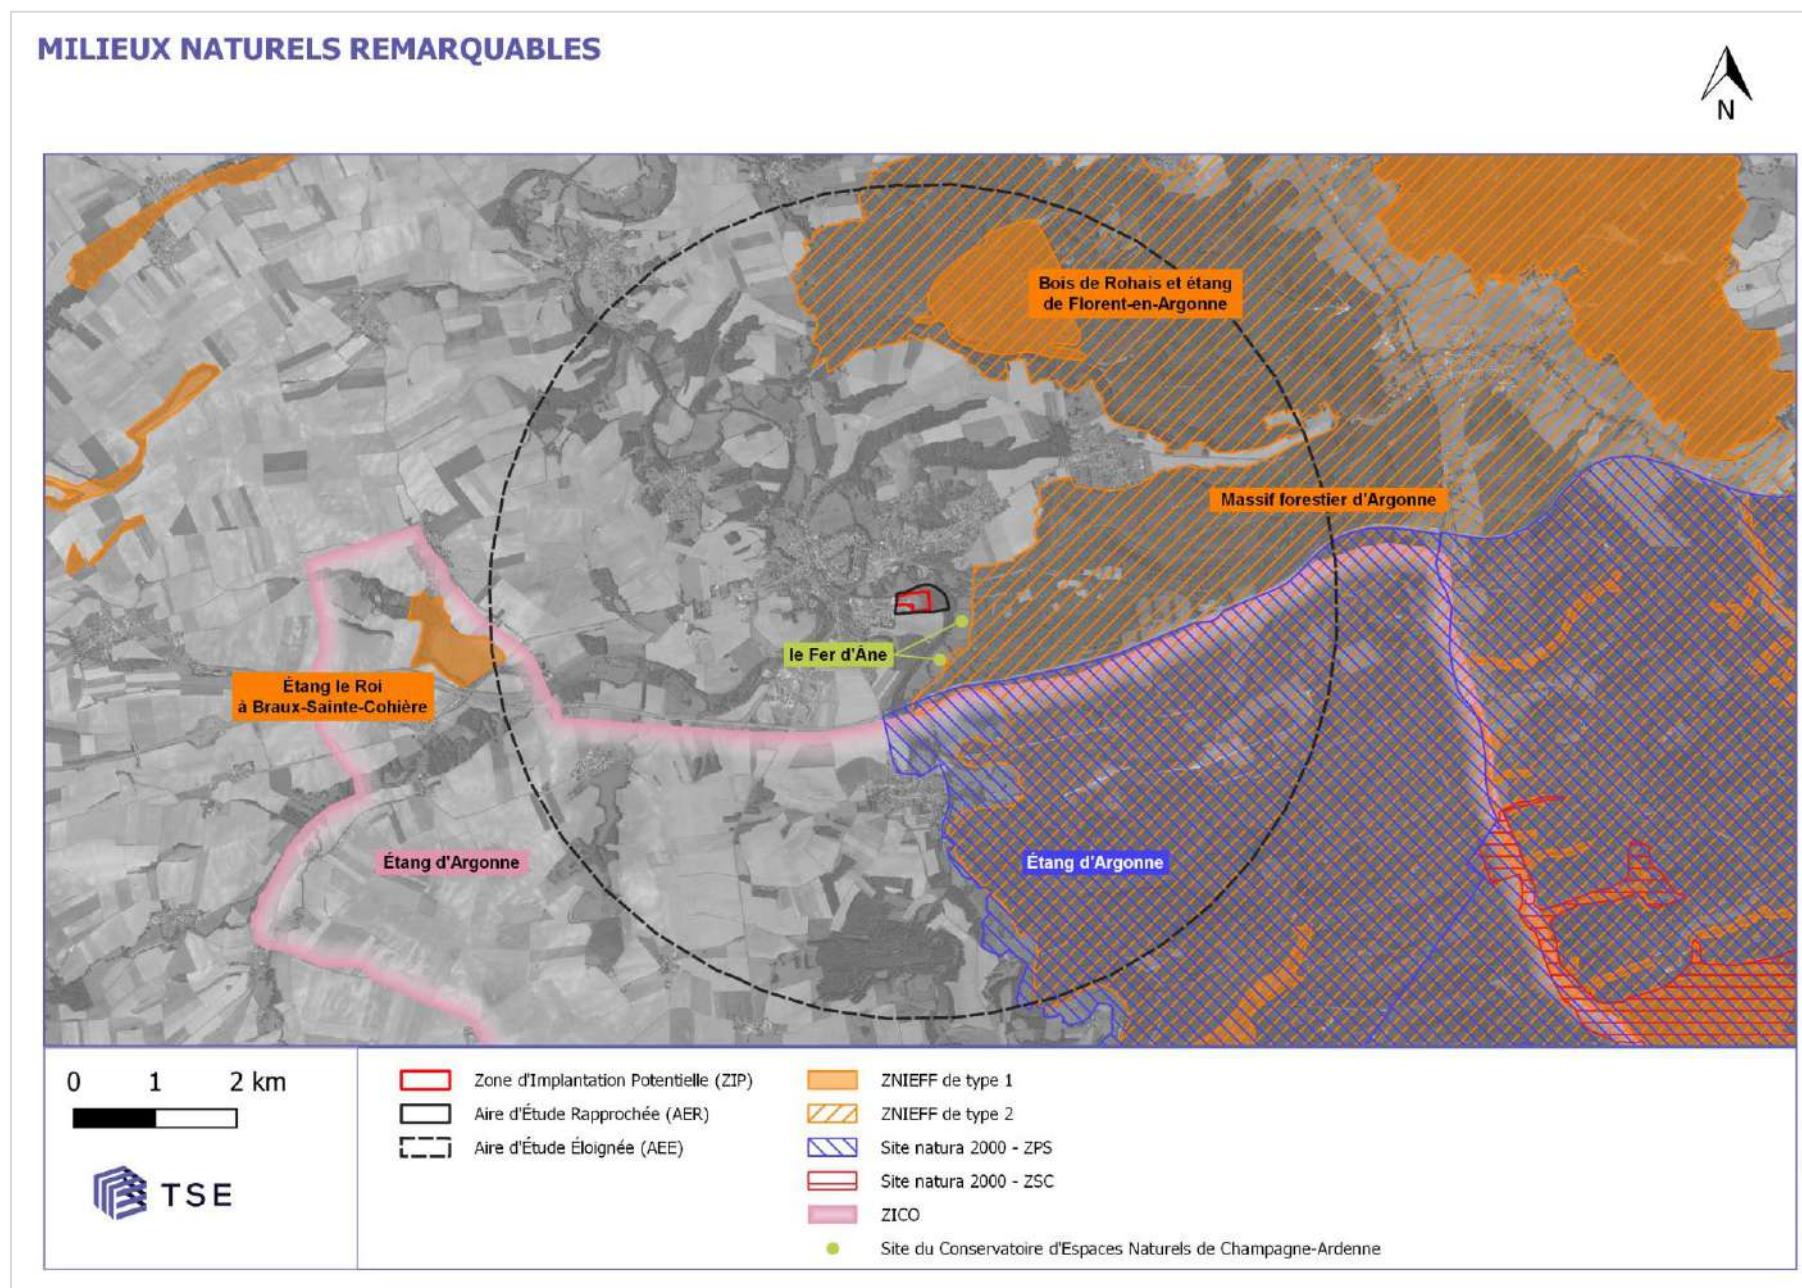 MILIEUX NATURELS REMARQUABLES
N
Bois de Rohais et étang
de Florent-en-Argonne
Massif forestier d'Argonne
le Fer d'Âne
Étang le Roi
à Braux-Sainte-Cohière
Étang d'Argonne
Étang d'Argonne
0 1 2 km
TSE
Zone d'Implantation Potentielle (ZIP)
Aire d'Étude Rapprochée (AER)
Aire d'Étude Éloignée (AEE)
ZNIEFF de type 1
ZNIEFF de type 2
Site natura 2000 - ZPS
Site natura 2000 - ZSC
ZICO
Site du Conservatoire d'Espaces Naturels de Champagne-Ardenne